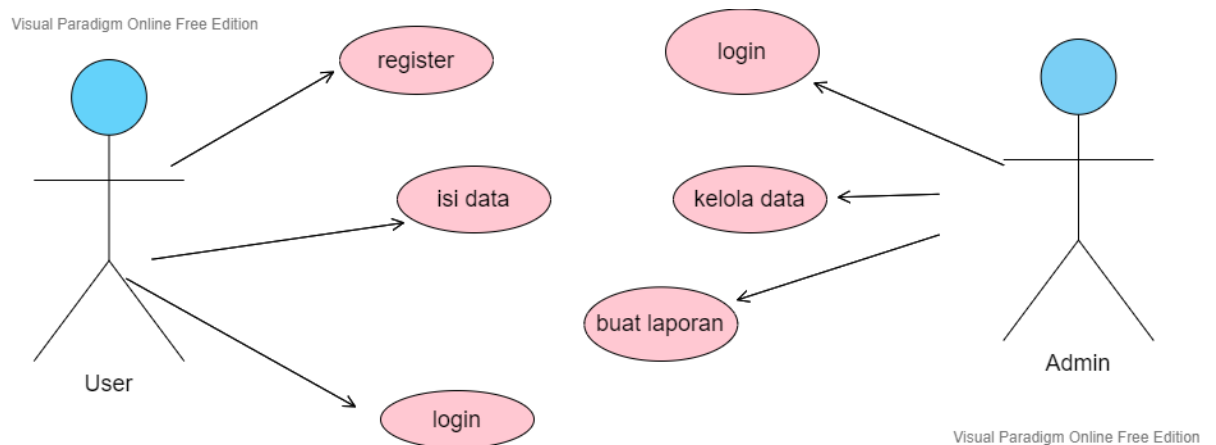 Visual Paradigm Online Free Edition
register
login
isi data
kelola data
buat laporan
User
Admin
login
Visual Paradigm Online Free Edition